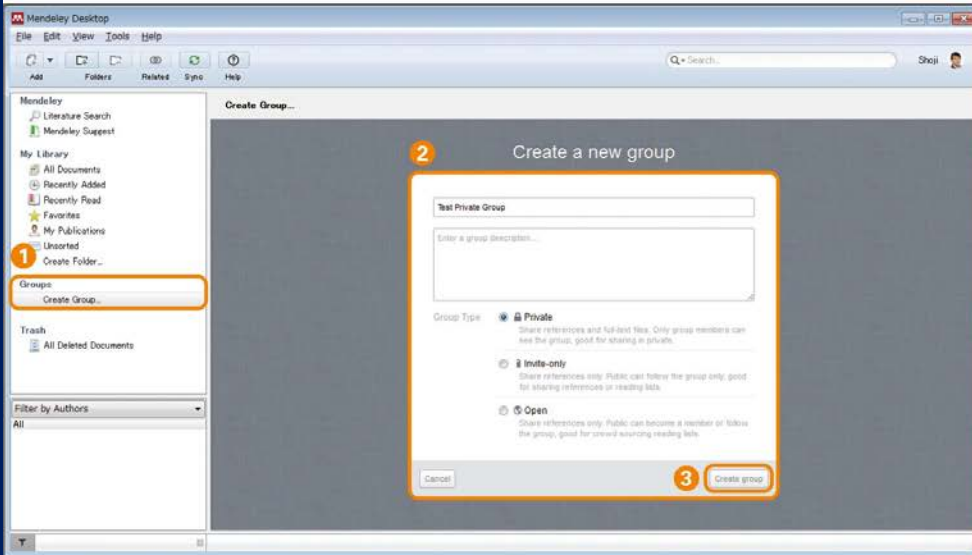 Mendeley Desktop
File Edit View Tools Help
Add Folders Related Sync Help
Search...
Shoji
Mendeley
Literature Search
Mendeley Suggest
My Library
All Documents
Recently Added
Recently Read
Favorites
My Publications
Unsorted
1
Create Folder...
Groups
Create Group...
Trash
All Deleted Documents
Filter by Authors
All
Create Group...
2
Create a new group
Test Private Group
Enter a group description...
Group Type
Private
Share references and full-text files. Only group members can
see the group, good for sharing in private.
Invite-only
Share references only. Public can follow the group only, good
for sharing references or reading lists.
Open
Share references only. Public can become a member or follow
the group, good for crowd sourcing reading lists.
Cancel
3
Create group